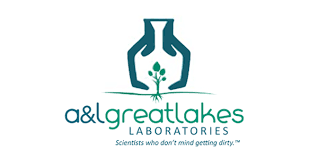 a&lgreatlakes
LABORATORIES
Scientists who don't mind getting dirty.™